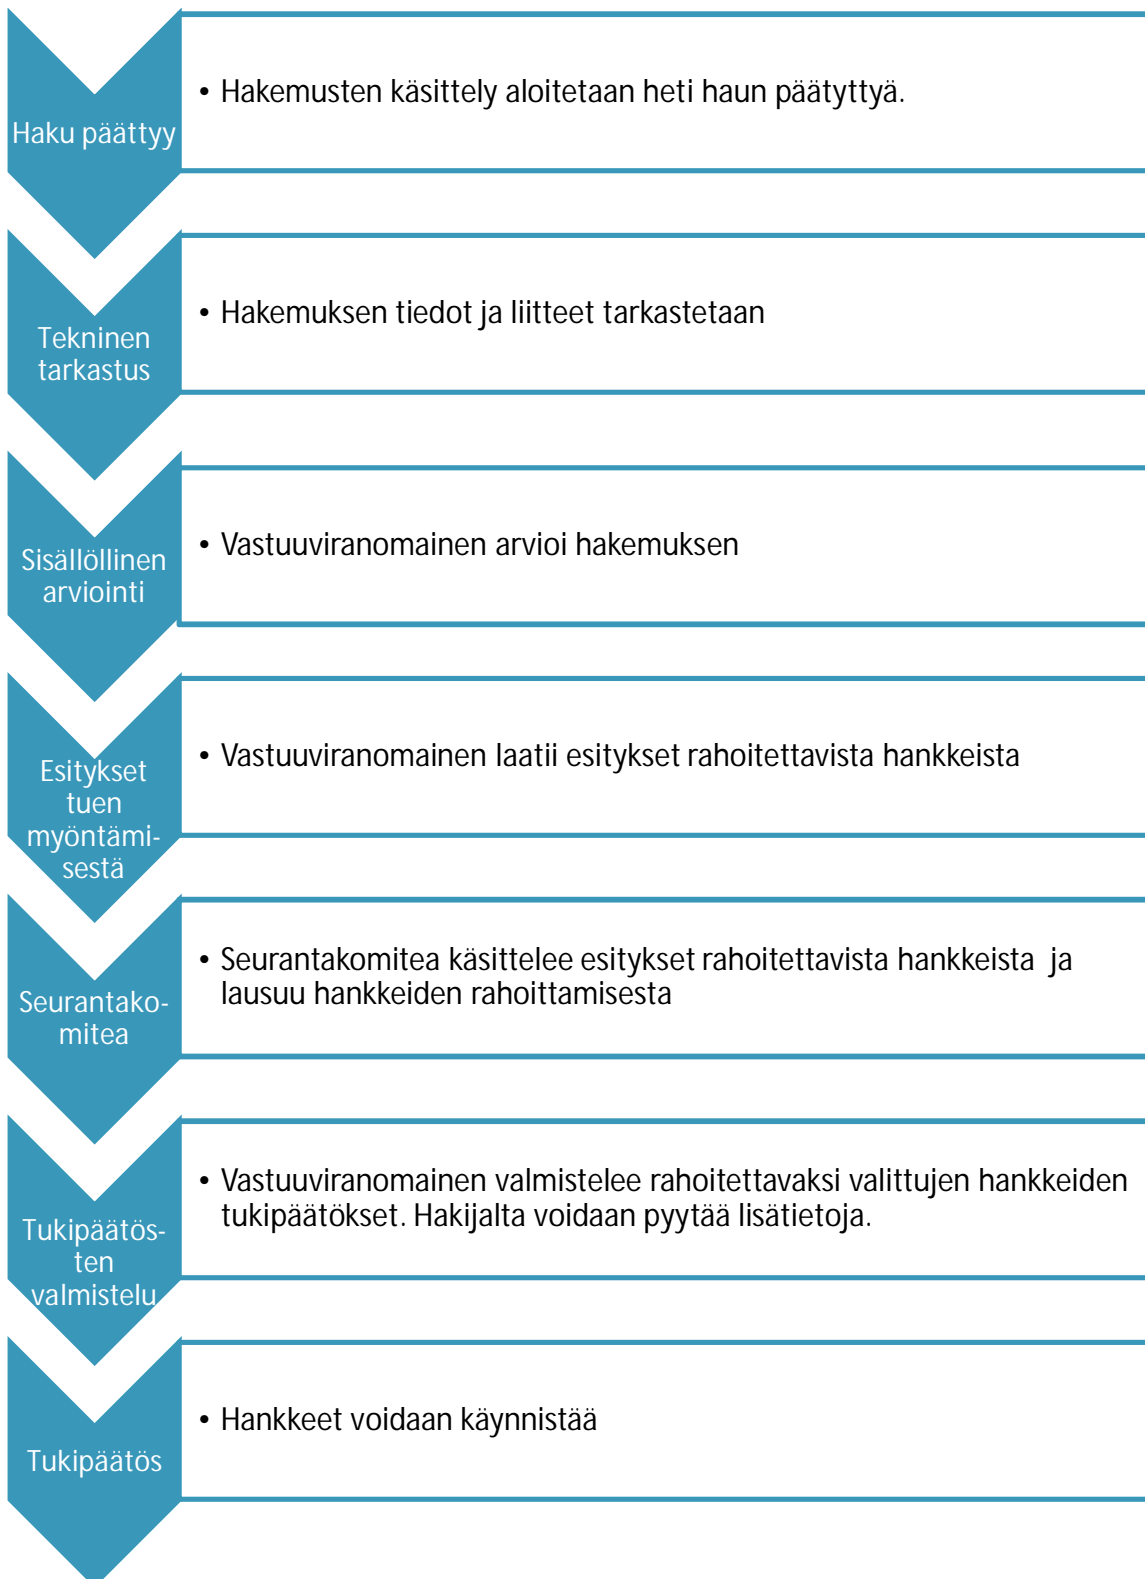 Haku päättyy
• Hakemusten käsittely aloitetaan heti haun päätyttyä.
Tekninen
tarkastus
• Hakemuksen tiedot ja liitteet tarkastetaan
Sisällöllinen
arviointi
• Vastuuviranomainen arvioi hakemuksen
Esitykset
tuen
myöntämi-
sestä
• Vastuuviranomainen laatii esitykset rahoitettavista hankkeista
Seurantako-
mitea
• Seurantakomitea käsittelee esitykset rahoitettavista hankkeista ja
lausuu hankkeiden rahoittamisesta
Tukipäätös-
ten
valmistelu
• Vastuuviranomainen valmistelee rahoitettavaksi valittujen hankkeiden
tukipäätökset. Hakijalta voidaan pyytää lisätietoja.
Tukipäätös
• Hankkeet voidaan käynnistää